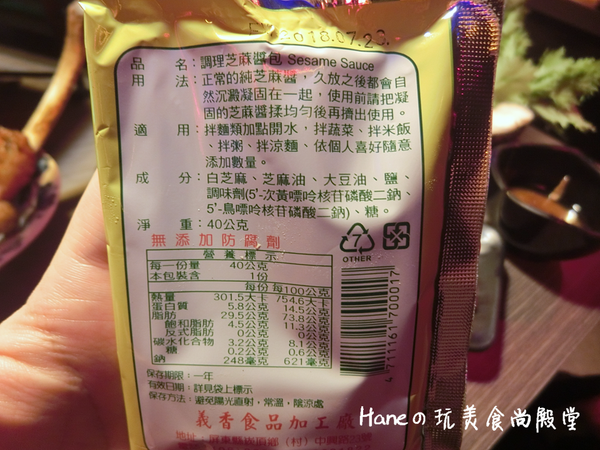 2018.07.23.
品名：調理芝麻醬包 Sesame Sauce
用法：正常的純芝麻醬，久放之後都會自
然沉澱凝固在一起，使用前請把凝
固的芝麻醬揉均勻後再擠出使用。
適用：拌麵類加點開水，拌蔬菜、拌米飯
、拌粥、拌涼麵，依個人喜好隨意
添加數量。
成分：白芝麻、芝麻油、大豆油、鹽、
調味劑(5'-次黃嘌呤核苷磷酸二鈉、
5'-鳥嘌呤核苷磷酸二鈉)、糖。
淨重：40公克
無添加防腐劑
營養標示
每一份量 40公克
本包裝含 1份
每份 每100公克
熱量 301.5大卡 754.6大卡
蛋白質 5.8公克 14.5公克
脂肪 29.5公克 73.8公克
飽和脂肪 4.5公克 11.3公克
反式脂肪 0公克 0公克
碳水化合物 3.2公克 8.1公克
糖 0.2公克 0.6公克
鈉 248毫克 621毫克
7
OTHER
4711161700017
保存期限：一年
有效日期：詳見袋上標示
保存方法：避免陽光直射，常溫，陰涼處
義香食品加工廠
Haneの玩美食尚殿堂